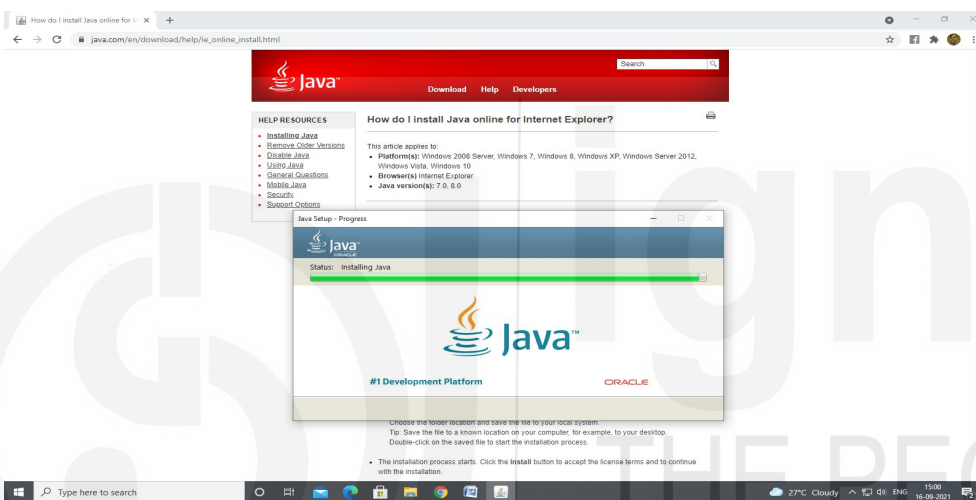 How do I install Java online for In
java.com/en/download/help/ie_online_install.html
Java™
Search
Download Help Developers
HELP RESOURCES
Installing Java
Remove Older Versions
Disable Java
Using Java
General Questions
Mobile Java
Security
Support Options
How do I install Java online for Internet Explorer?
This article applies to:
Platform(s): Windows 2008 Server, Windows 7, Windows 8, Windows XP, Windows Server 2012,
Windows Vista, Windows 10
Browser(s) Internet Explorer
Java version(s): 7.0, 8.0
Java Setup - Progress
Java™
ORACLE
Status: Installing Java
Java™
#1 Development Platform
ORACLE
Choose the folder location and save the file to your local system.
Tip: Save the file to a known location on your computer, for example, to your desktop.
Double-click on the saved file to start the installation process.
The installation process starts. Click the Install button to accept the license terms and to continue
with the installation.
ign
THE PEO
Type here to search
27°C Cloudy
ENG
15:00
16-09-2021